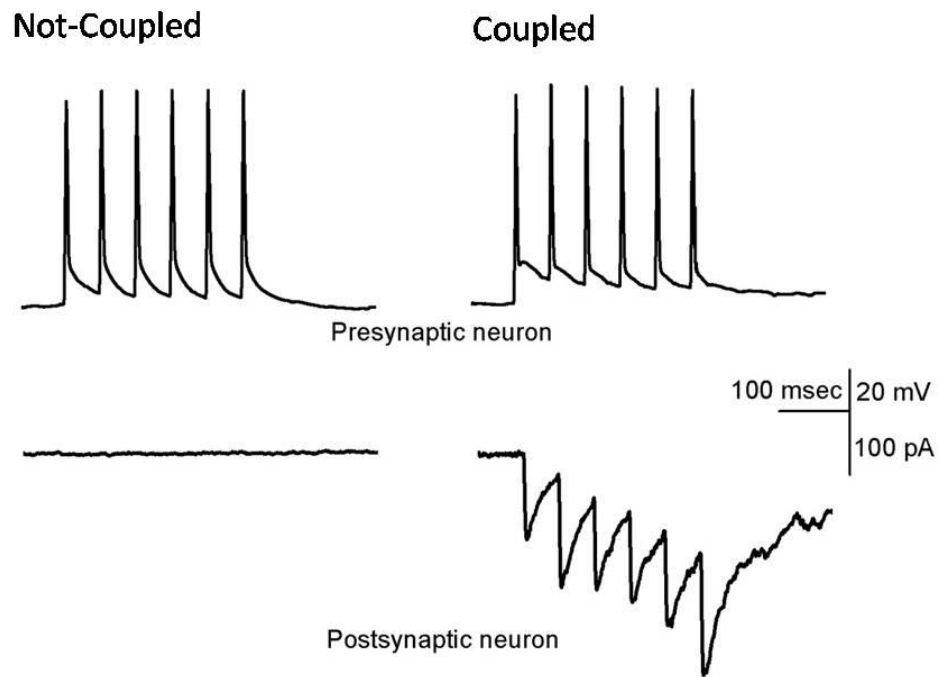 Not-Coupled
Coupled
Presynaptic neuron
100 msec
20 mV
100 pA
Postsynaptic neuron